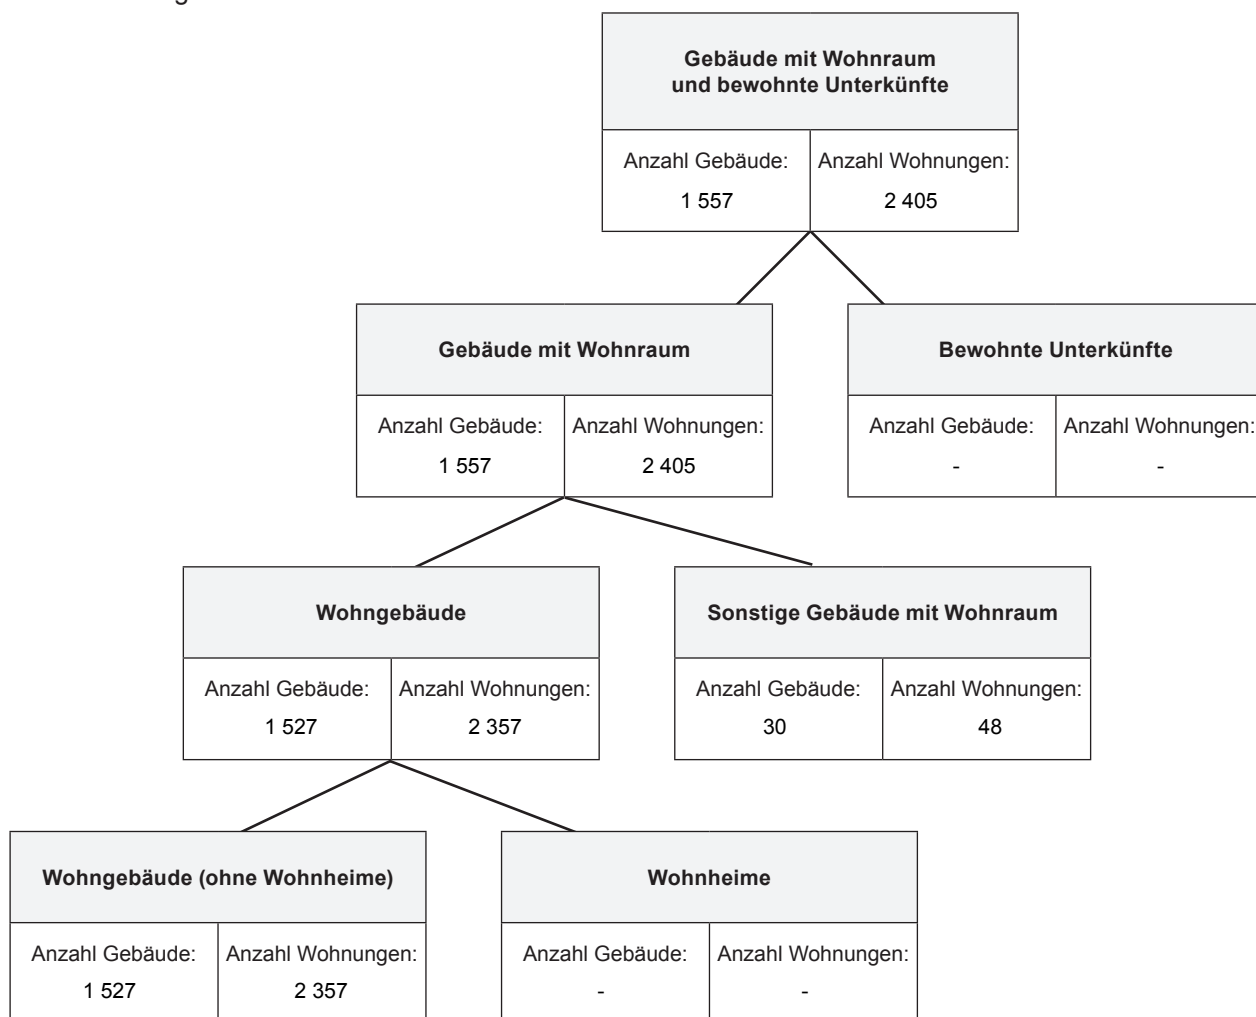 Gebäude mit Wohnraum
und bewohnte Unterkünfte
Anzahl Gebäude: Anzahl Wohnungen:
1 557 2 405
Gebäude mit Wohnraum
Anzahl Gebäude: Anzahl Wohnungen:
1 557 2 405
Bewohnte Unterkünfte
Anzahl Gebäude: Anzahl Wohnungen:
- -
Wohngebäude
Anzahl Gebäude: Anzahl Wohnungen:
1 527 2 357
Sonstige Gebäude mit Wohnraum
Anzahl Gebäude: Anzahl Wohnungen:
30 48
Wohngebäude (ohne Wohnheime)
Anzahl Gebäude: Anzahl Wohnungen:
1 527 2 357
Wohnheime
Anzahl Gebäude: Anzahl Wohnungen:
- -